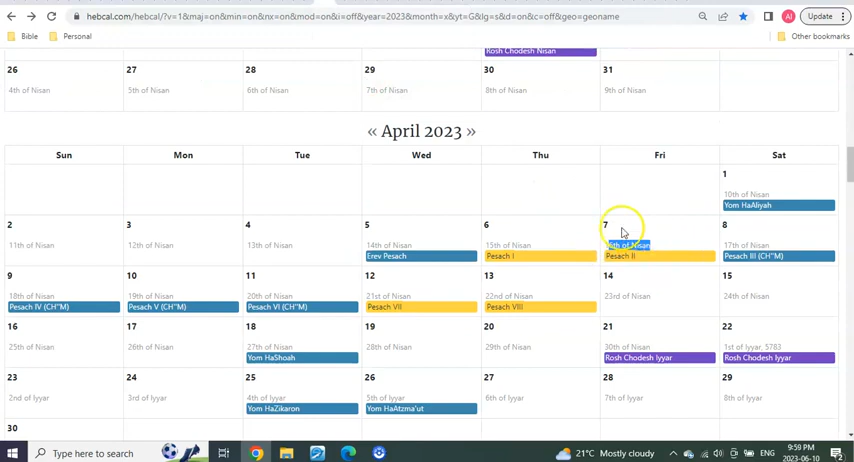 hebcal.com/hebcal/?v=1&maj=on&min=on&nx=on&mod=on&i=off&year=2023&month=x&yt=G&lg=s&d=on&c=off&geo=geoname
AI
Update
Bible
Personal
Other bookmarks
Rosh Chodesh Nisan
26 27 28 29 30 31
4th of Nisan 5th of Nisan 6th of Nisan 7th of Nisan 8th of Nisan 9th of Nisan
« April 2023 »
Sun Mon Tue Wed Thu Fri Sat
1
10th of Nisan
Yom HaAliyah
2 3 4 5 6 7 8
11th of Nisan 12th of Nisan 13th of Nisan 14th of Nisan 15th of Nisan of Nisan 17th of Nisan
Erev Pesach Pesach I Pesach II Pesach III (CH"M)
9 10 11 12 13 14 15
18th of Nisan 19th of Nisan 20th of Nisan 21st of Nisan 22nd of Nisan 23rd of Nisan 24th of Nisan
Pesach IV (CH"M) Pesach V (CH"M) Pesach VI (CH"M) Pesach VII Pesach VIII
16 17 18 19 20 21 22
25th of Nisan 26th of Nisan 27th of Nisan 28th of Nisan 29th of Nisan 30th of Nisan 1st of Iyyar, 5783
Yom HaShoah Rosh Chodesh Iyyar Rosh Chodesh Iyyar
23 24 25 26 27 28 29
2nd of Iyyar 3rd of Iyyar 4th of Iyyar 5th of Iyyar 6th of Iyyar 7th of Iyyar 8th of Iyyar
Yom HaZikaron Yom HaAtzma'ut
30
Type here to search
21°C Mostly cloudy
ENG
9:59 PM
2023-06-10
2